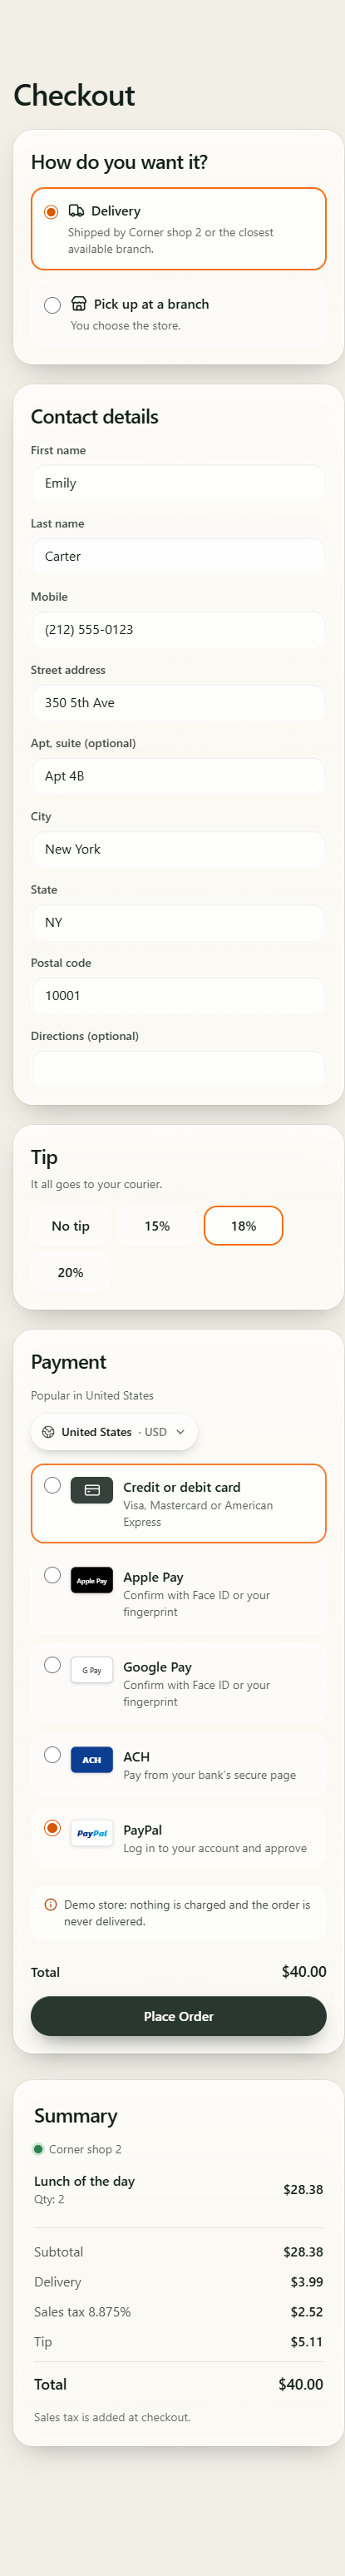 Checkout
How do you want it?
Delivery
Shipped by Corner shop 2 or the closest
available branch.
Pick up at a branch
You choose the store.
Contact details
First name
Emily
Last name
Carter
Mobile
(212) 555-0123
Street address
350 5th Ave
Apt, suite (optional)
Apt 4B
City
New York
State
NY
Postal code
10001
Directions (optional)
Tip
It all goes to your courier.
No tip
15%
18%
20%
Payment
Popular in United States
United States · USD
Credit or debit card
Visa, Mastercard or American
Express
Apple Pay
Apple Pay
Confirm with Face ID or your
fingerprint
G Pay
Google Pay
Confirm with Face ID or your
fingerprint
ACH
ACH
Pay from your bank's secure page
PayPal
PayPal
Log in to your account and approve
Demo store: nothing is charged and the order is
never delivered.
Total $40.00
Place Order
Summary
Corner shop 2
Lunch of the day
Qty: 2
$28.38
Subtotal $28.38
Delivery $3.99
Sales tax 8.875% $2.52
Tip $5.11
Total $40.00
Sales tax is added at checkout.